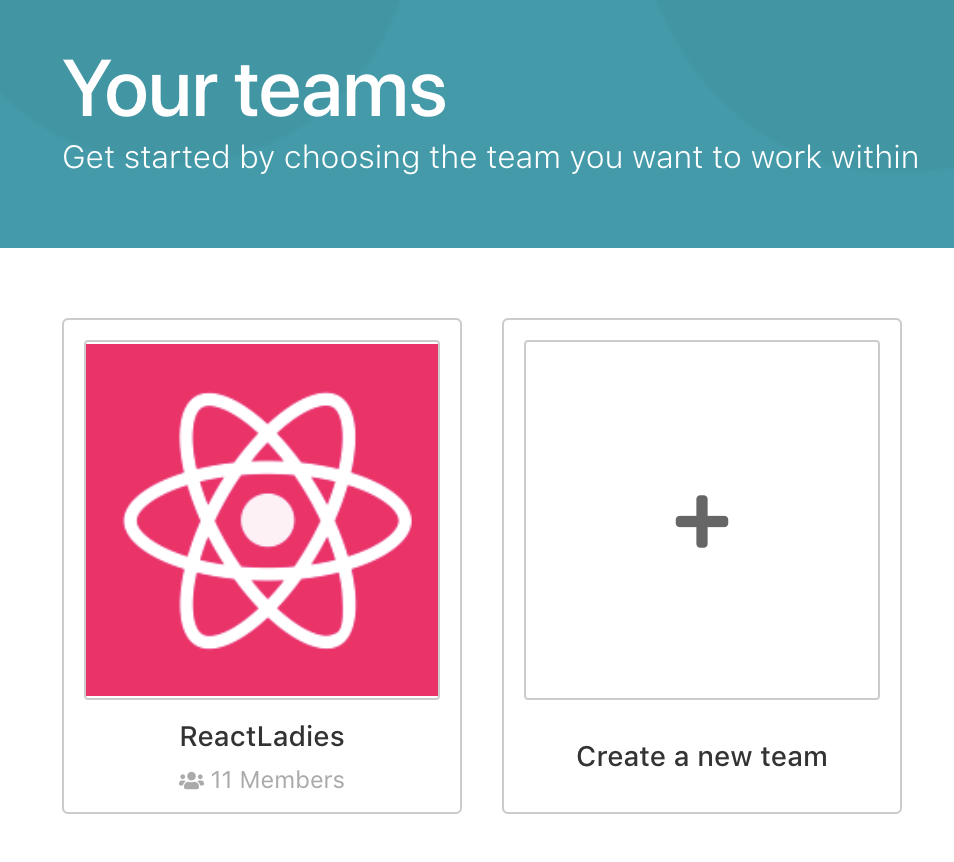 Your teams
Get started by choosing the team you want to work within
ReactLadies
11 Members
Create a new team